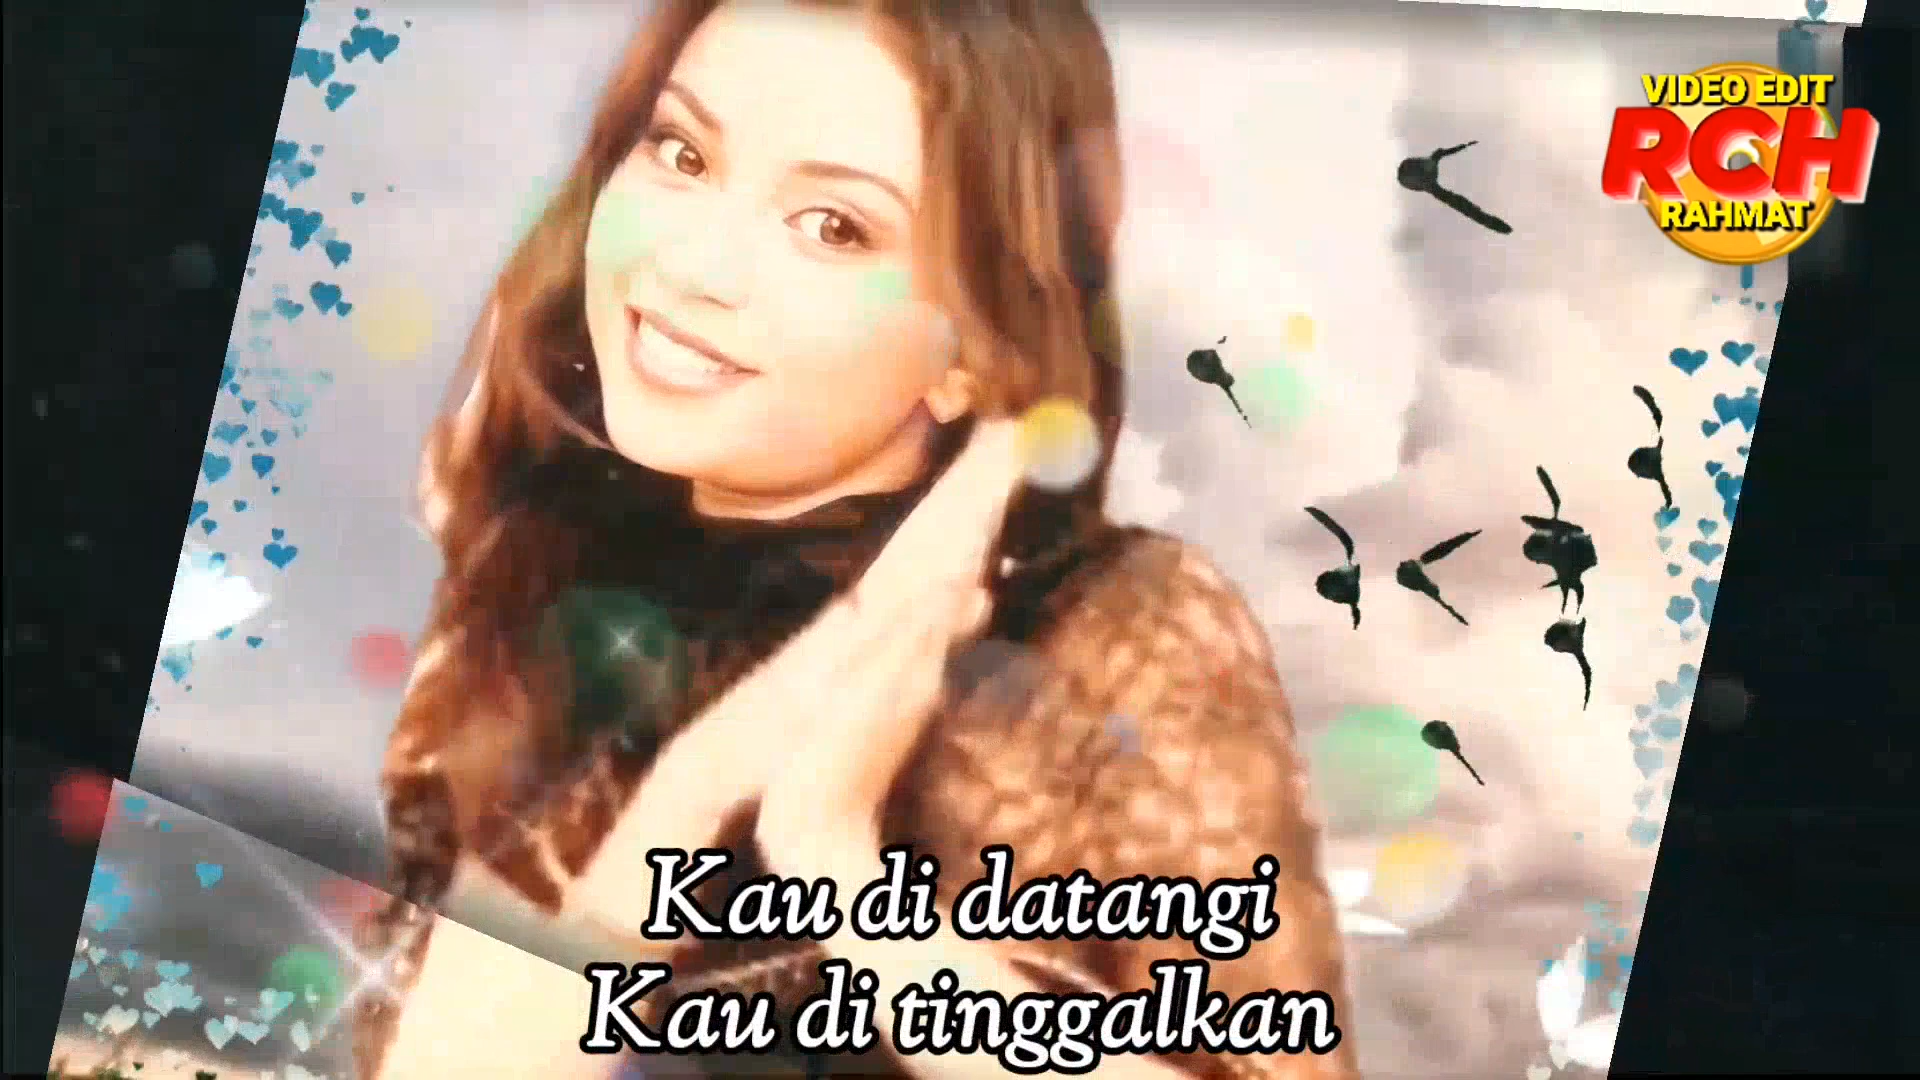 VIDEO EDIT
RCH
RAHMAT
Kau di datangi
Kau di tinggalkan